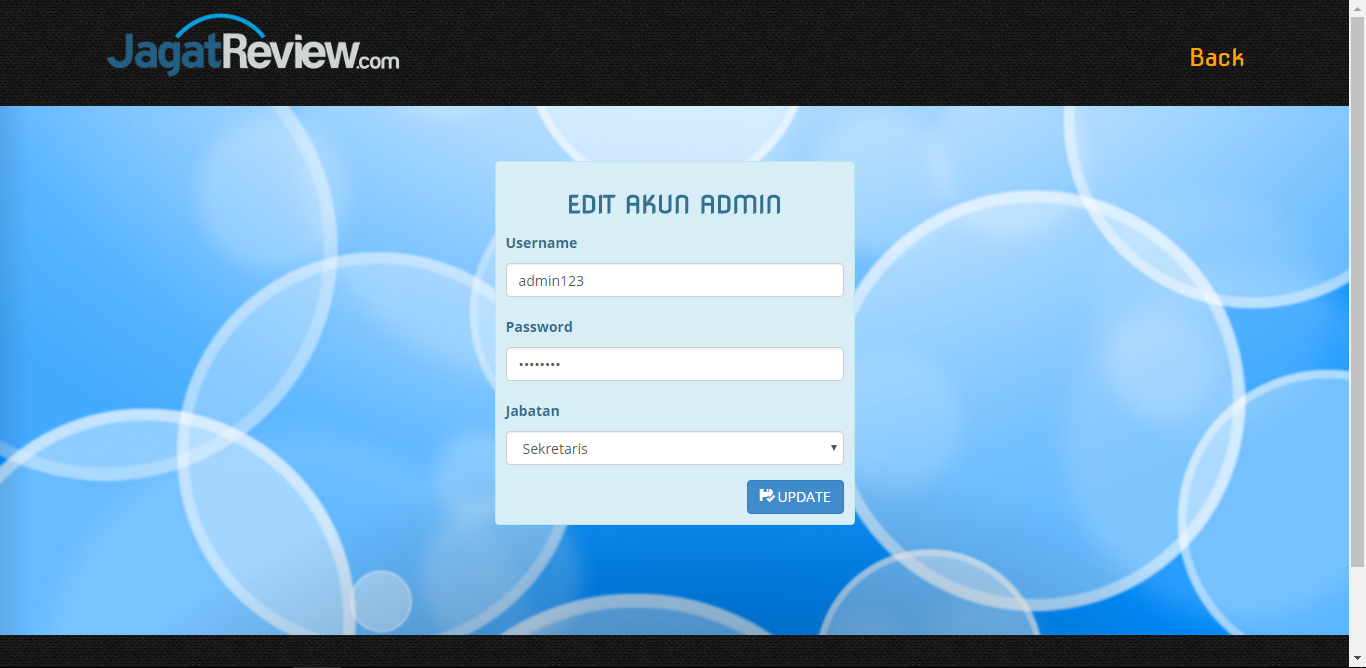 JagatReview.com
Back
EDIT AKUN ADMIN
Username
admin123
Password
••••••••
Jabatan
Sekretaris
UPDATE